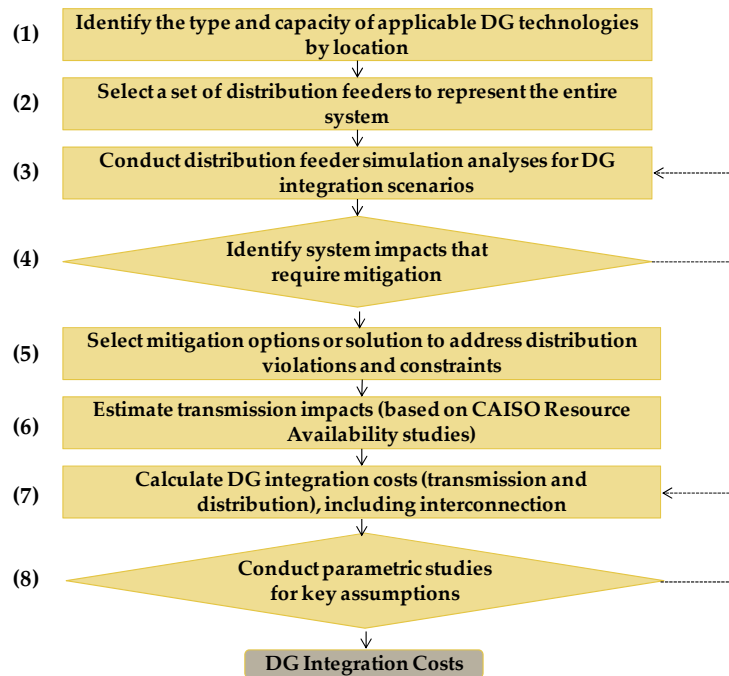 (1)
Identify the type and capacity of applicable DG technologies
by location
(2)
Select a set of distribution feeders to represent the entire
system
(3)
Conduct distribution feeder simulation analyses for DG
integration scenarios
(4)
Identify system impacts that
require mitigation
(5)
Select mitigation options or solution to address distribution
violations and constraints
(6)
Estimate transmission impacts (based on CAISO Resource
Availability studies)
(7)
Calculate DG integration costs (transmission and
distribution), including interconnection
(8)
Conduct parametric studies
for key assumptions
DG Integration Costs